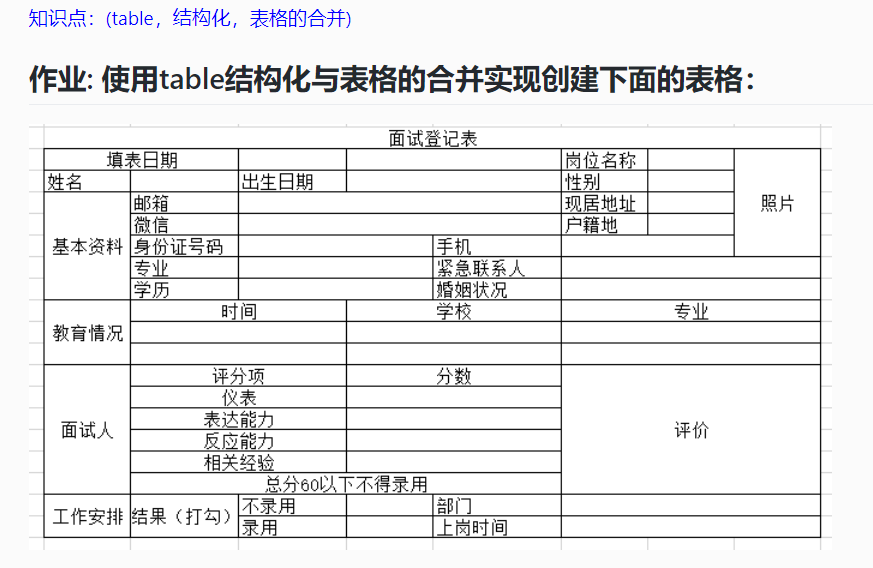 知识点：(table，结构化，表格的合并)
作业: 使用table结构化与表格的合并实现创建下面的表格：
面试登记表
填表日期 岗位名称
姓名 出生日期 性别
照片
基本资料
邮箱 现居地址
微信 户籍地
身份证号码 手机
专业 紧急联系人
学历 婚姻状况
教育情况
时间 学校 专业
面试人
评分项 分数
仪表
表达能力
评价
反应能力
相关经验
总分60以下不得录用
工作安排 结果（打勾）
不录用 部门
录用 上岗时间